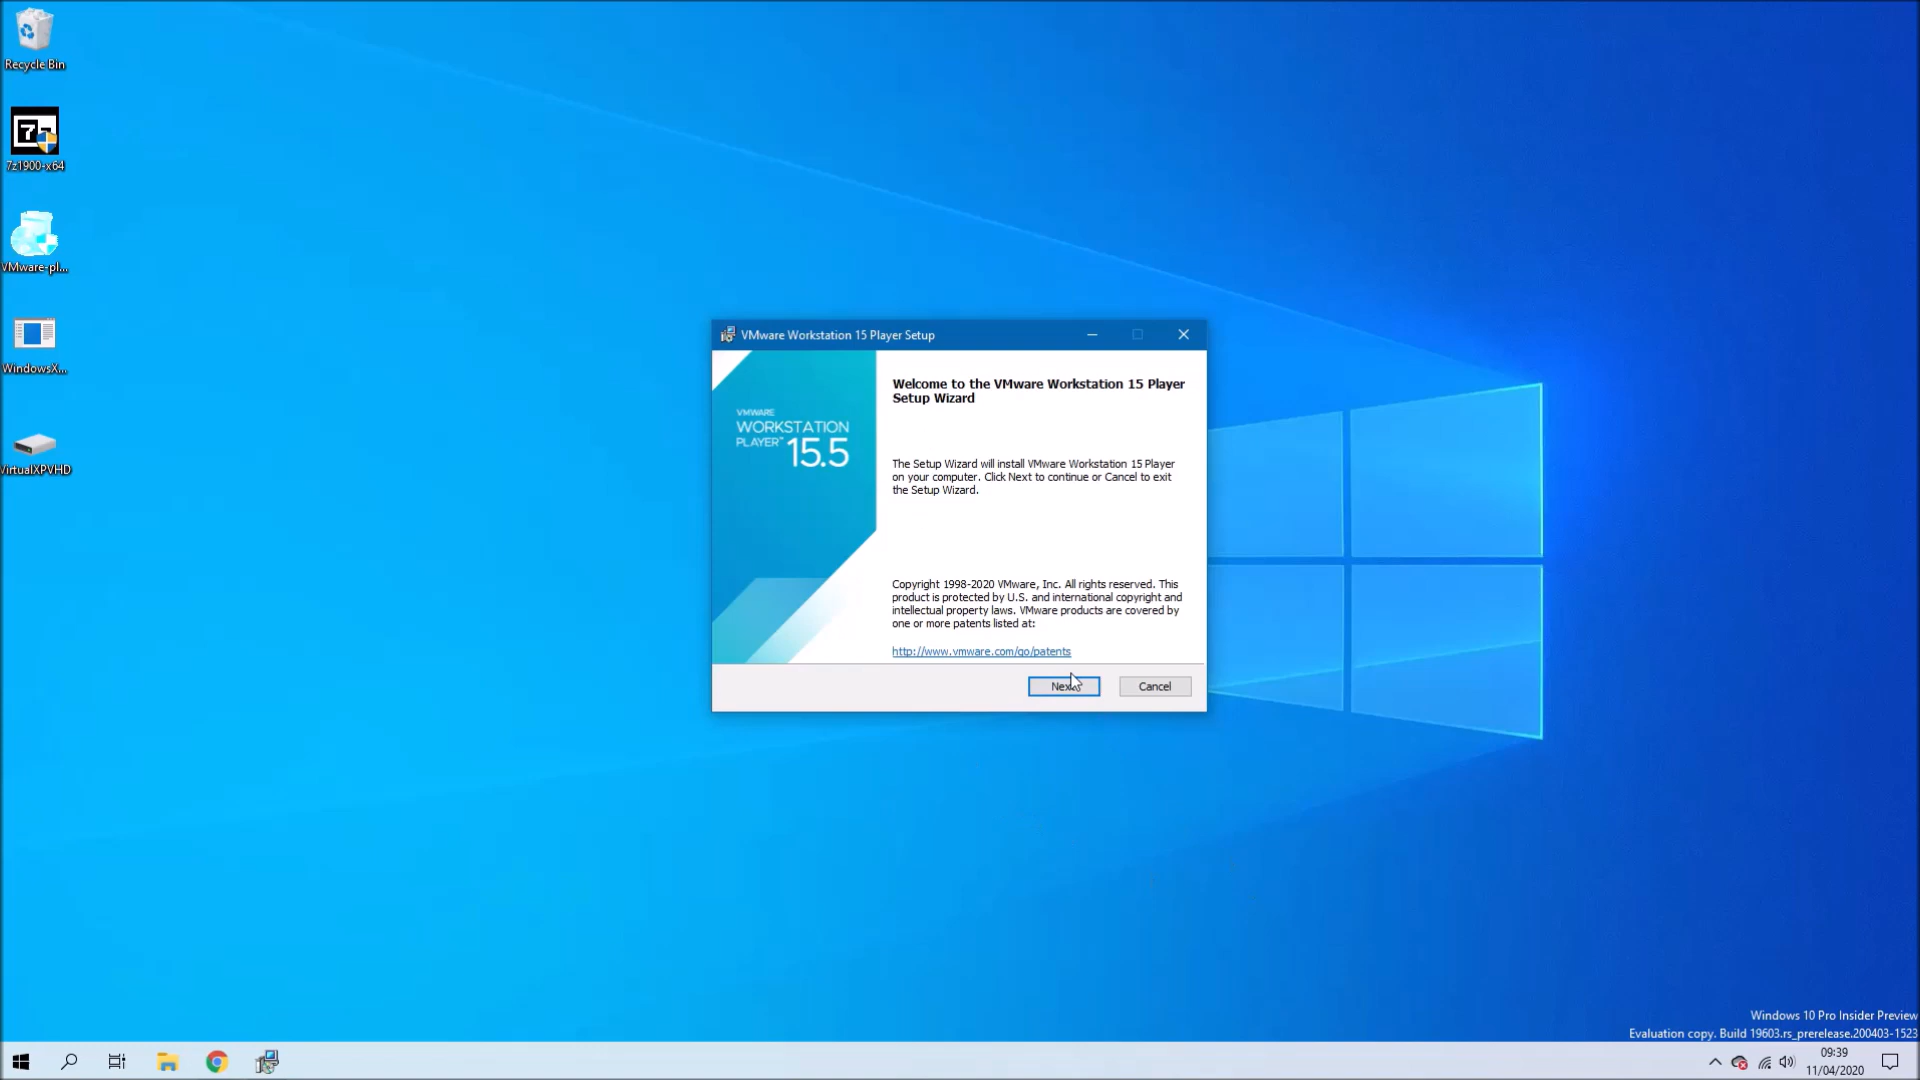 Recycle Bin
7z1900-x64
VMware-pl...
WindowsX...
VirtualXPVHD
VMware Workstation 15 Player Setup
VMWARE
WORKSTATION
PLAYER™ 15.5
Welcome to the VMware Workstation 15 Player
Setup Wizard
The Setup Wizard will install VMware Workstation 15 Player
on your computer. Click Next to continue or Cancel to exit
the Setup Wizard.
Copyright 1998-2020 VMware, Inc. All rights reserved. This
product is protected by U.S. and international copyright and
intellectual property laws. VMware products are covered by
one or more patents listed at:
http://www.vmware.com/go/patents
Next
Cancel
Windows 10 Pro Insider Preview
Evaluation copy. Build 19603.rs_prerelease.200403-1523
09:39
11/04/2020